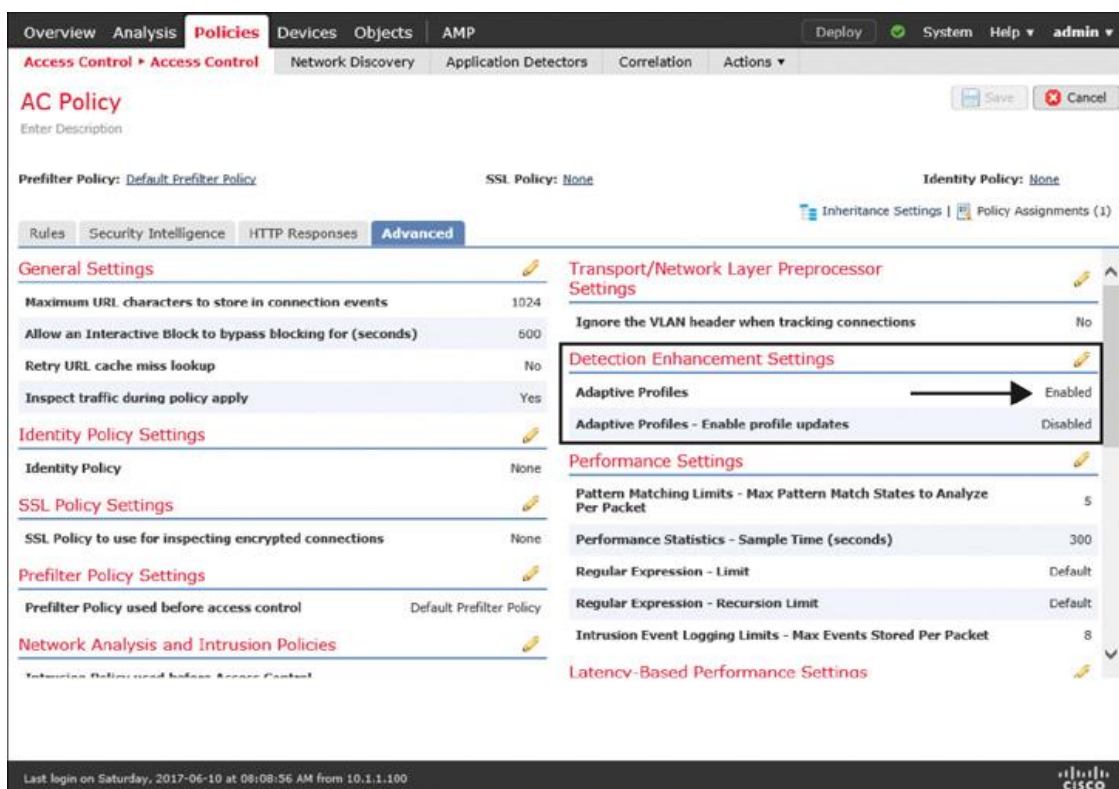 Overview Analysis Policies Devices Objects AMP Deploy System Help ▾ admin ▾
Access Control ▸ Access Control Network Discovery Application Detectors Correlation Actions ▾
AC Policy
Save Cancel
Enter Description
Prefilter Policy: Default Prefilter Policy SSL Policy: None Identity Policy: None
Inheritance Settings | Policy Assignments (1)
Rules Security Intelligence HTTP Responses Advanced
General Settings
Maximum URL characters to store in connection events 1024
Allow an Interactive Block to bypass blocking for (seconds) 600
Retry URL cache miss lookup No
Inspect traffic during policy apply Yes
Identity Policy Settings
Identity Policy None
SSL Policy Settings
SSL Policy to use for inspecting encrypted connections None
Prefilter Policy Settings
Prefilter Policy used before access control Default Prefilter Policy
Network Analysis and Intrusion Policies
Intrusion Policy used before Access Control
Transport/Network Layer Preprocessor
Settings
Ignore the VLAN header when tracking connections No
Detection Enhancement Settings
Adaptive Profiles Enabled
Adaptive Profiles - Enable profile updates Disabled
Performance Settings
Pattern Matching Limits - Max Pattern Match States to Analyze
Per Packet 5
Performance Statistics - Sample Time (seconds) 300
Regular Expression - Limit Default
Regular Expression - Recursion Limit Default
Intrusion Event Logging Limits - Max Events Stored Per Packet 8
Latency-Based Performance Settings
Last login on Saturday, 2017-06-10 at 08:08:56 AM from 10.1.1.100
CISCO